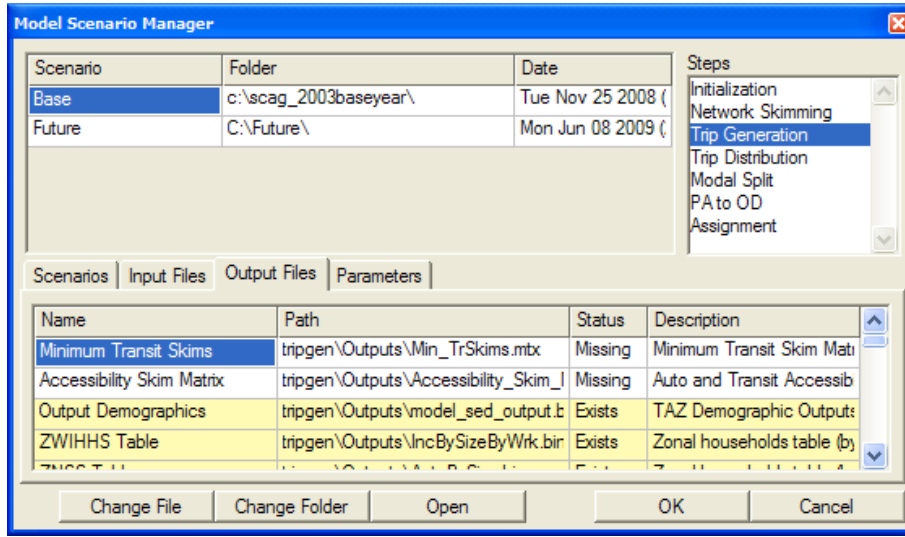 Model Scenario Manager
Scenario Folder Date
Base c:\scag_2003baseyear\ Tue Nov 25 2008 (
Future C:\Future\ Mon Jun 08 2009 (
Steps
Initialization
Network Skimming
Trip Generation
Trip Distribution
Modal Split
PA to OD
Assignment
Scenarios Input Files Output Files Parameters
Name Path Status Description
Minimum Transit Skims tripgen\Outputs\Min_TrSkims.mtx Missing Minimum Transit Skim Matr
Accessibility Skim Matrix tripgen\Outputs\Accessibility_Skim_ Missing Auto and Transit Accessib
Output Demographics tripgen\Outputs\model_sed_output.b Exists TAZ Demographic Outputs
ZWIHHS Table tripgen\Outputs\IncBySizeByWrk.bin Exists Zonal households table (by
Change File Change Folder Open OK Cancel